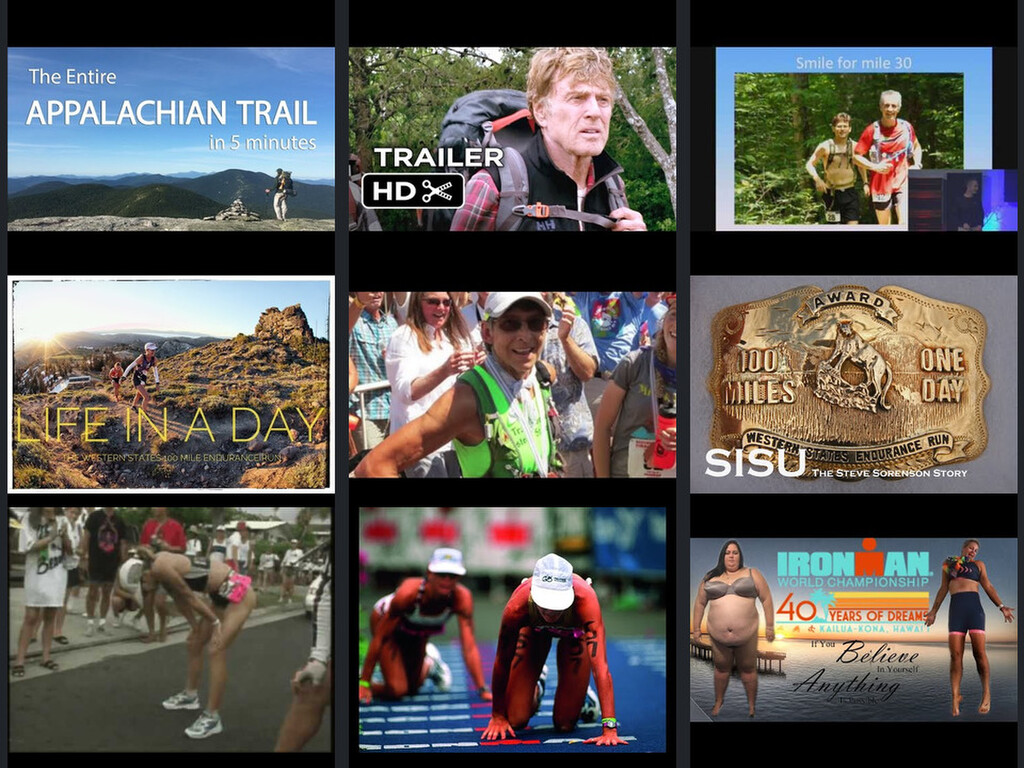 The Entire
APPALACHIAN TRAIL
in 5 minutes
TRAILER
HD
Smile for mile 30
LIFE IN A DAY
THE WESTERN STATES 100 MILE ENDURANCE RUN
AWARD
100 MILES
ONE DAY
WESTERN STATES ENDURANCE RUN
SISU THE STEVE SORENSON STORY
IRONMAN
WORLD CHAMPIONSHIP
40 YEARS OF DREAMS
KAILUA-KONA, HAWAI'I
If You
Believe
In Yourself
Anything